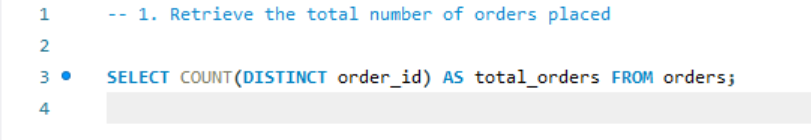 1 -- 1. Retrieve the total number of orders placed
2
3 SELECT COUNT(DISTINCT order_id) AS total_orders FROM orders;
4